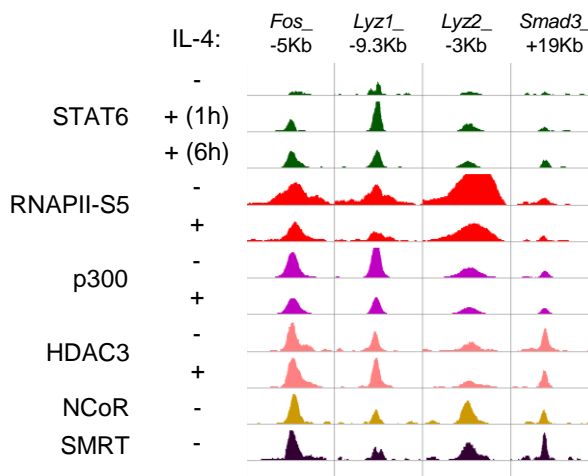 IL-4: Fos_ Lyz1_ Lyz2_ Smad3_
-5Kb -9.3Kb -3Kb +19Kb
-
STAT6 + (1h)
+ (6h)
RNAPII-S5 -
+
p300 -
+
HDAC3 -
+
NCoR -
SMRT -